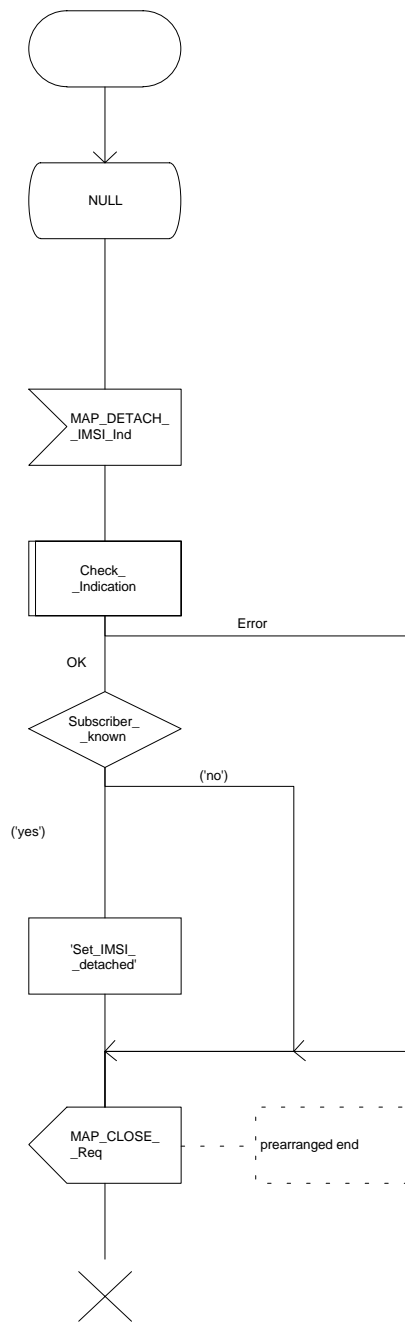 NULL
MAP_DETACH_
_IMSI_Ind
Check_
_Indication
Error
OK
Subscriber_
_known
('no')
('yes')
'Set_IMSI_
_detached'
MAP_CLOSE_
_Req
prearranged end